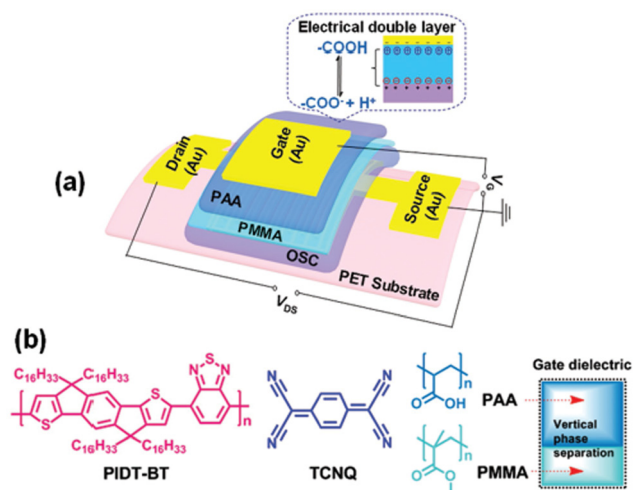 Electrical double layer
-COOH
-COO⁻ + H⁺
(a)
Drain
(Au)
Gate
(Au)
Source
(Au)
V_G
PAA
PMMA
OSC
PET Substrate
V_DS
(b)
C₁₆H₃₃ C₁₆H₃₃
N S N
S S
n
C₁₆H₃₃ C₁₆H₃₃
PIDT-BT
N N
N N
TCNQ
n
O OH
PAA
n
O O
PMMA
Gate dielectric
Vertical
phase
separation